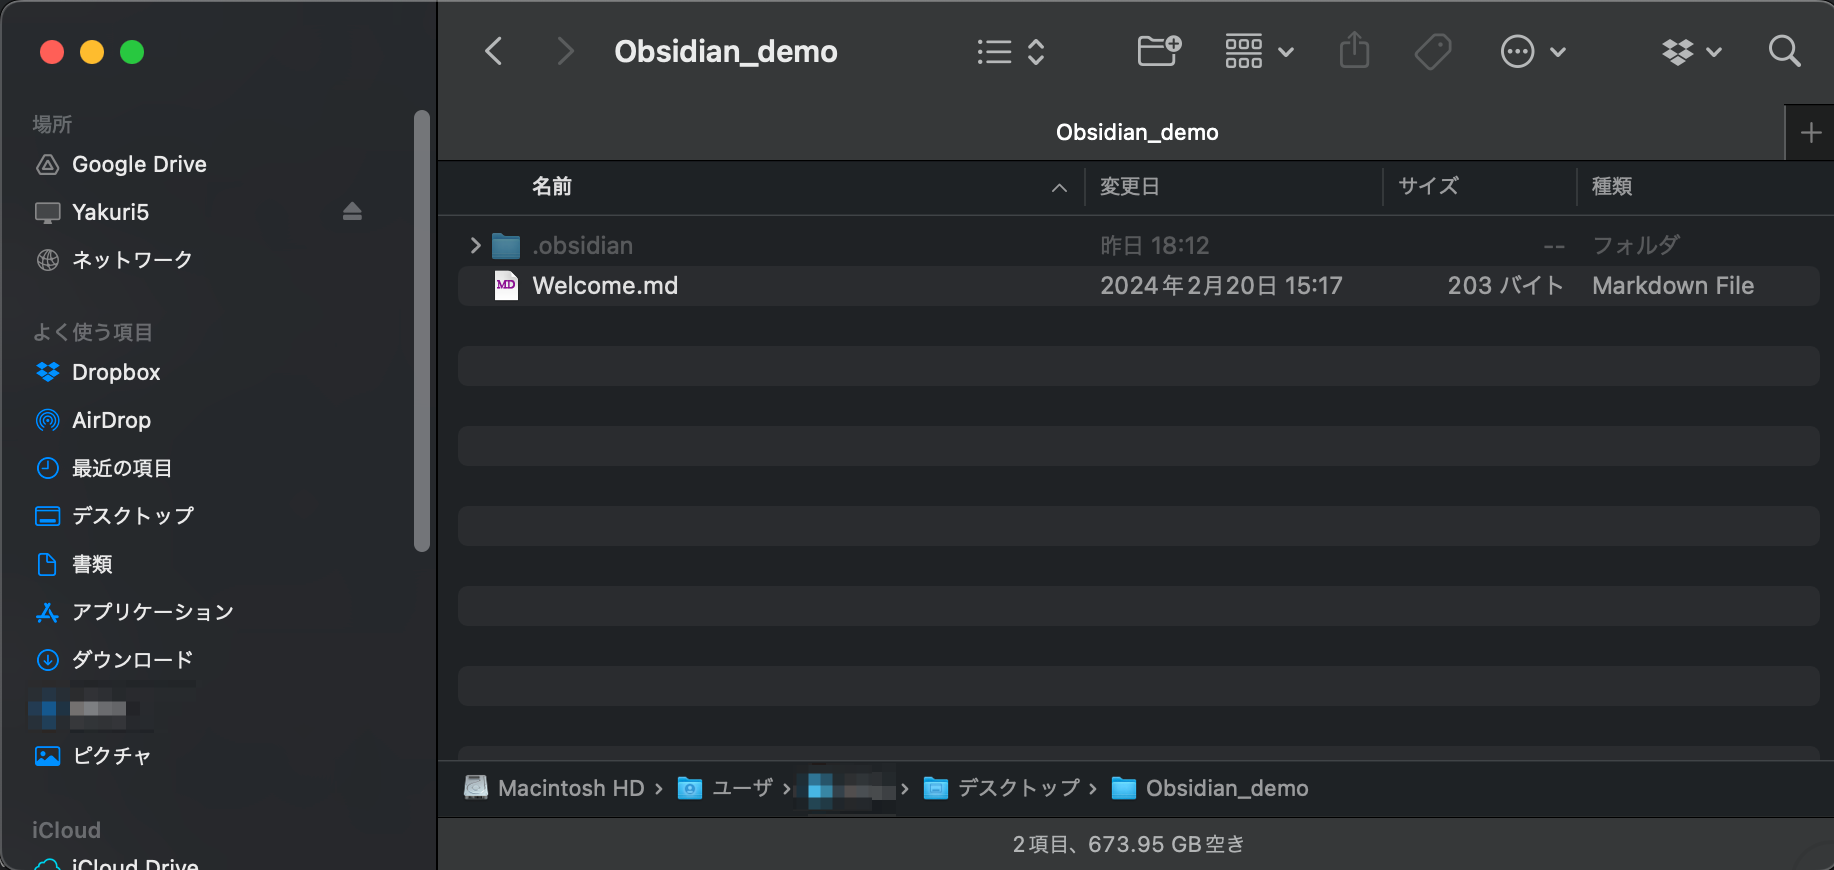 Obsidian_demo
Obsidian_demo
場所
Google Drive
Yakuri5
ネットワーク
よく使う項目
Dropbox
AirDrop
最近の項目
デスクトップ
書類
アプリケーション
ダウンロード
ピクチャ
iCloud
iCloud Drive
名前 変更日 サイズ 種類
.obsidian 昨日 18:12 -- フォルダ
MD Welcome.md 2024年2月20日 15:17 203 バイト Markdown File
Macintosh HD › ユーザ › › デスクトップ › Obsidian_demo
2項目、673.95 GB空き